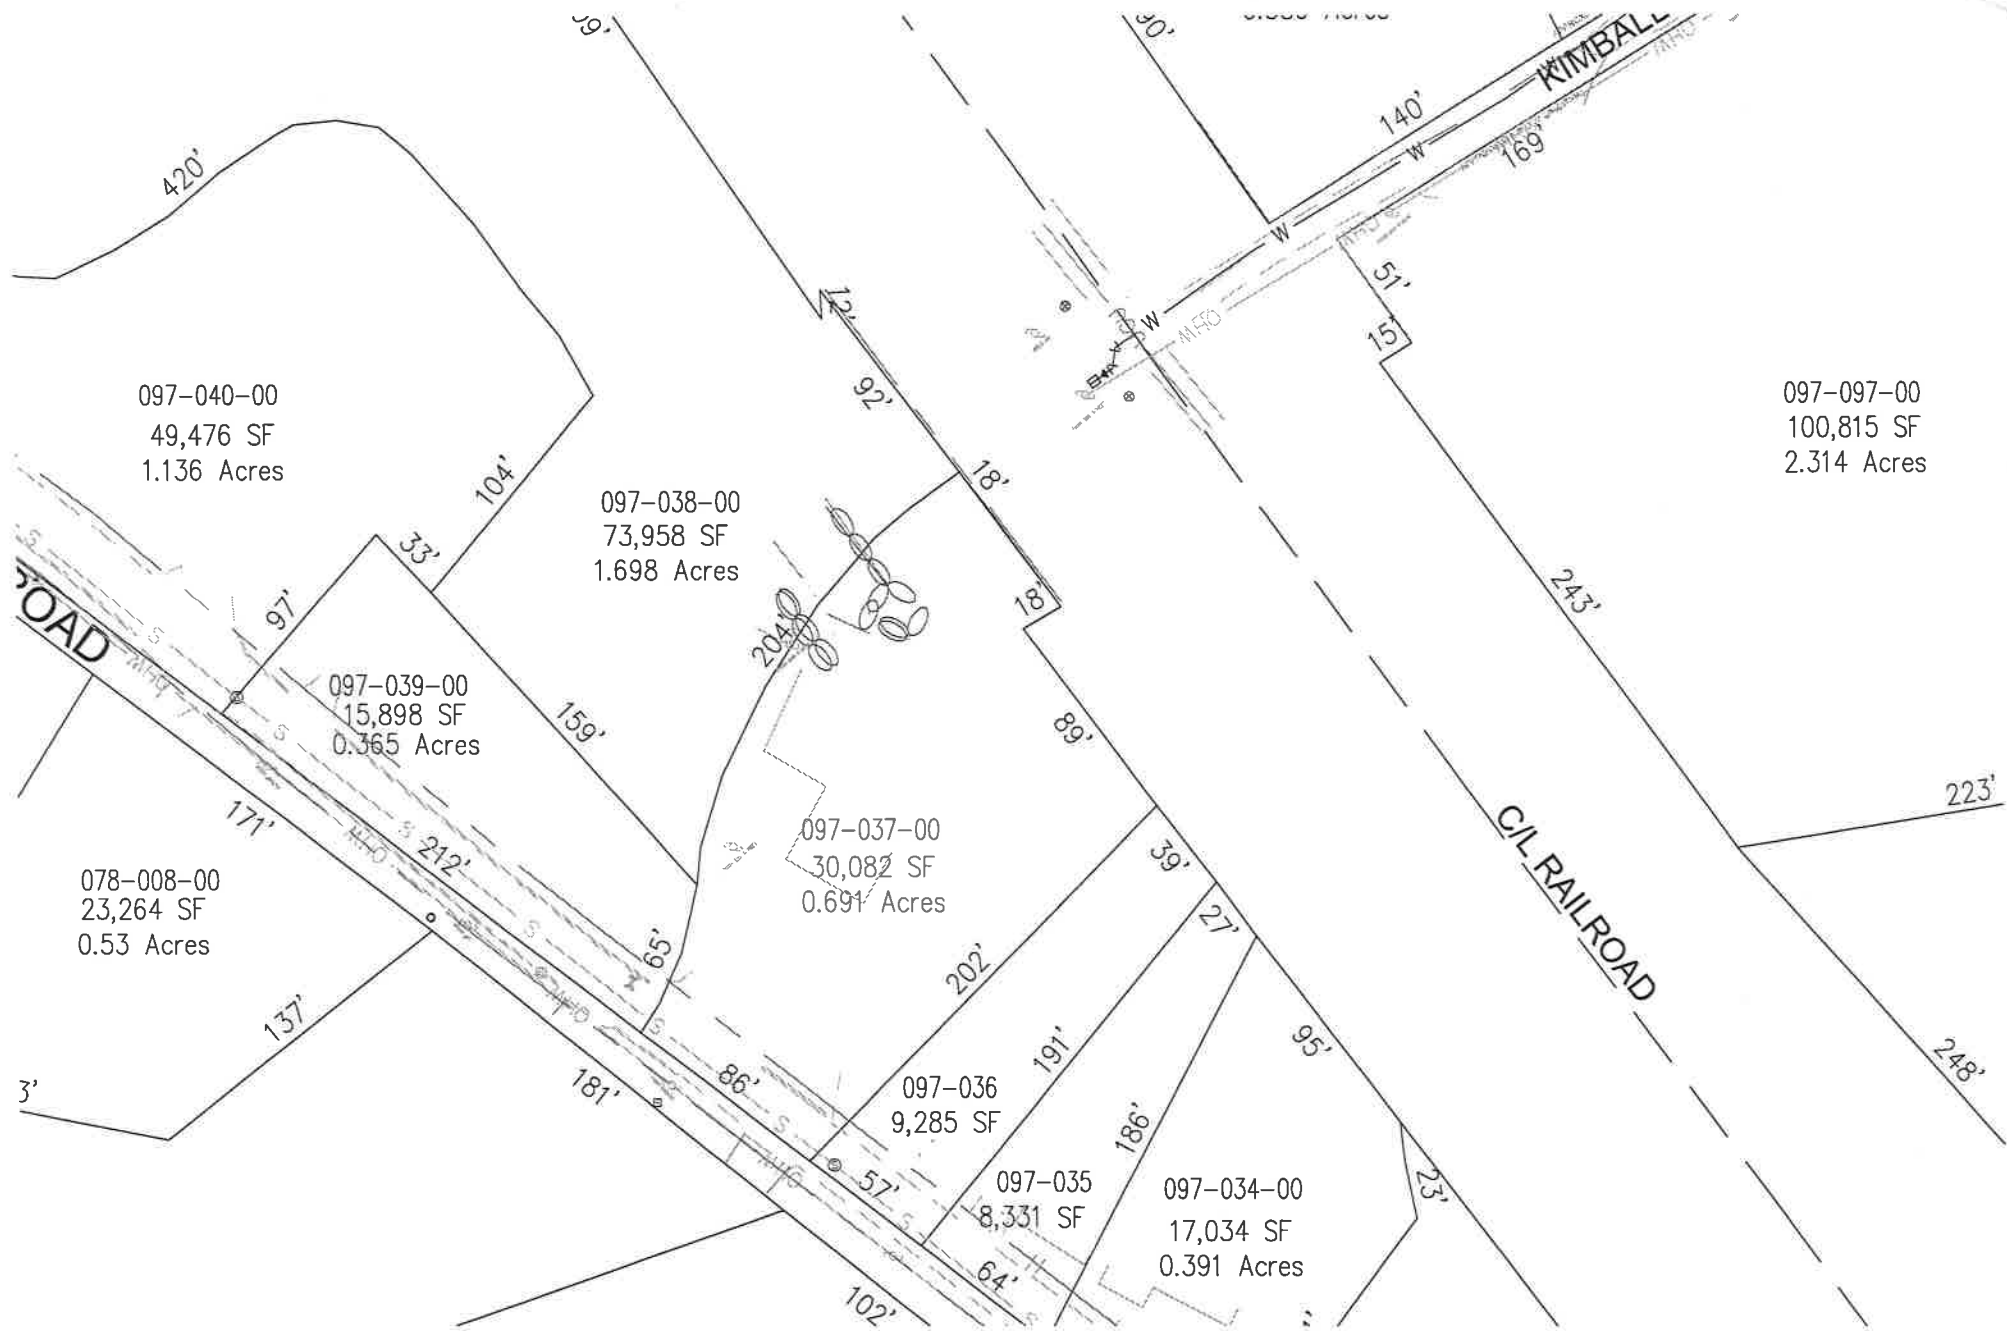 140'
KIMBALL
W
W
169'
420'
W
51'
12'
W
OHW
15'
92'
097-040-00
49,476 SF
1.136 Acres
097-097-00
100,815 SF
2.314 Acres
104'
18'
097-038-00
73,958 SF
1.698 Acres
33'
97'
18'
243'
204'
S
S
OHW
097-039-00
15,898 SF
0.365 Acres
159'
89'
S
223'
171'
S
212'
OHW
097-037-00
30,082 SF
0.691 Acres
39'
C/L RAILROAD
078-008-00
23,264 SF
0.53 Acres
27'
S
65'
202'
137'
OHW
S
191'
95'
248'
181'
86'
097-036
9,285 SF
S
186'
OHW
57'
097-035
8,331 SF
097-034-00
17,034 SF
0.391 Acres
23'
S
64'
102'
S